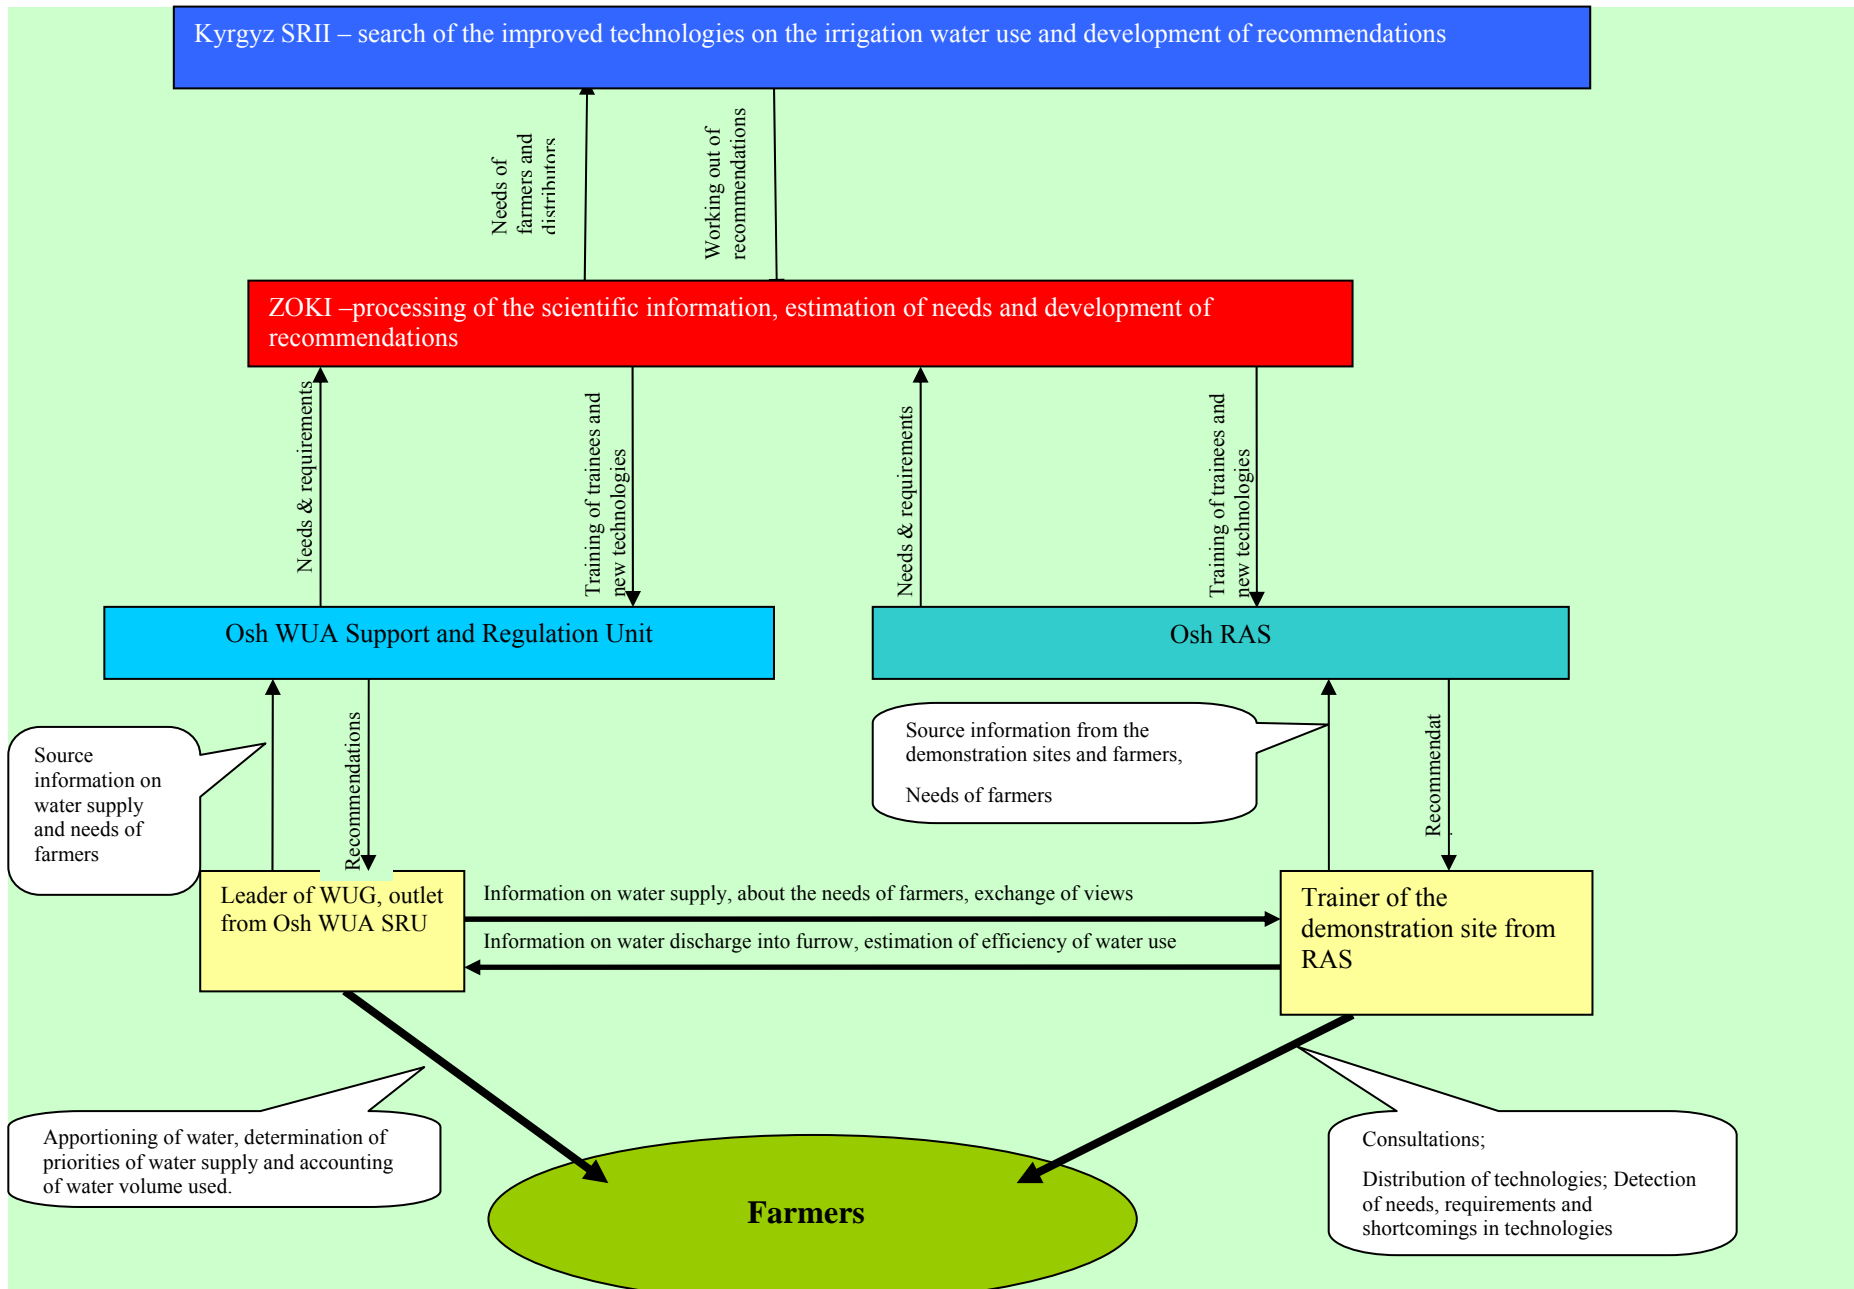 Kyrgyz SRII – search of the improved technologies on the irrigation water use and development of recommendations
Needs of
farmers and
distributors
Working out of
recommendations
ZOKI –processing of the scientific information, estimation of needs and development of
recommendations
Needs & requirements
Training of trainees and
new technologies
Needs & requirements
Training of trainees and
new technologies
Osh WUA Support and Regulation Unit
Osh RAS
Source
information on
water supply
and needs of
farmers
Recommendations
Source information from the
demonstration sites and farmers,
Needs of farmers
Recommendat
Leader of WUG, outlet
from Osh WUA SRU
Information on water supply, about the needs of farmers, exchange of views
Information on water discharge into furrow, estimation of efficiency of water use
Trainer of the
demonstration site from
RAS
Apportioning of water, determination of
priorities of water supply and accounting
of water volume used.
Farmers
Consultations;
Distribution of technologies; Detection
of needs, requirements and
shortcomings in technologies